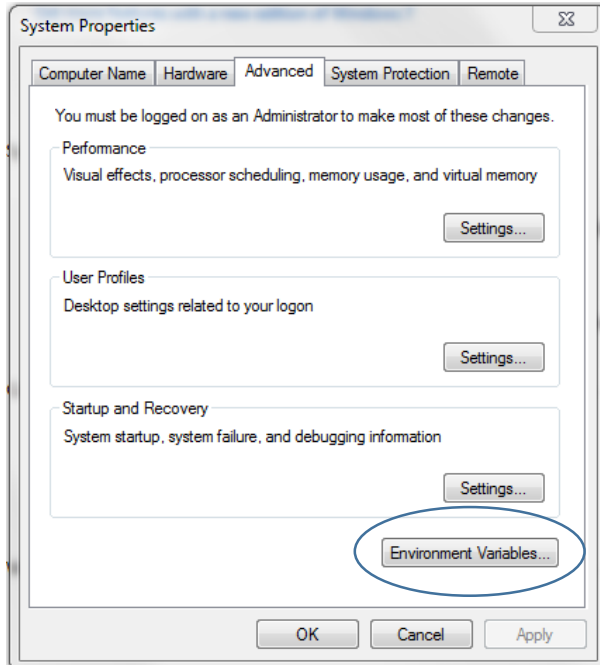 System Properties
Computer Name Hardware Advanced System Protection Remote
You must be logged on as an Administrator to make most of these changes.
Performance
Visual effects, processor scheduling, memory usage, and virtual memory
Settings...
User Profiles
Desktop settings related to your logon
Settings...
Startup and Recovery
System startup, system failure, and debugging information
Settings...
Environment Variables...
OK Cancel Apply